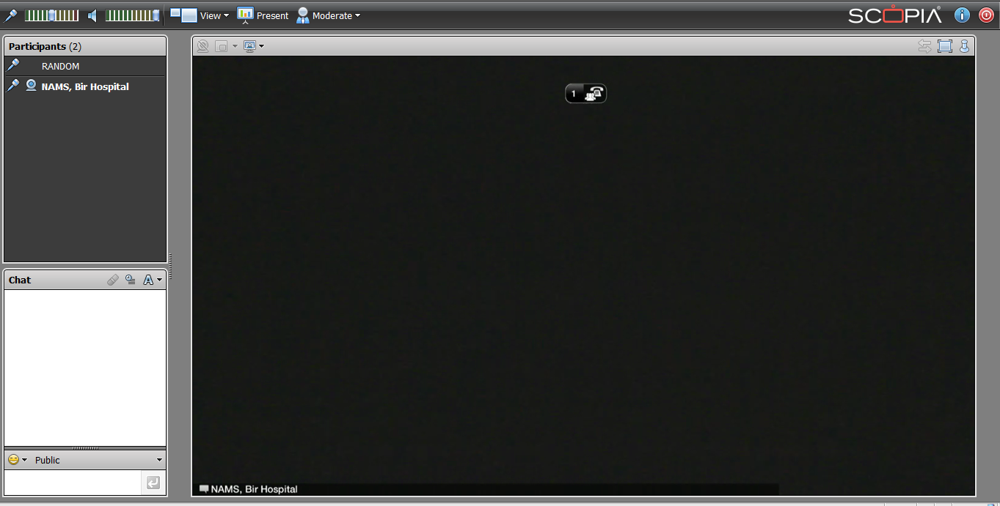 View Present Moderate SCOPIA
Participants (2)
RANDOM
NAMS, Bir Hospital
1
Chat A
Public
NAMS, Bir Hospital